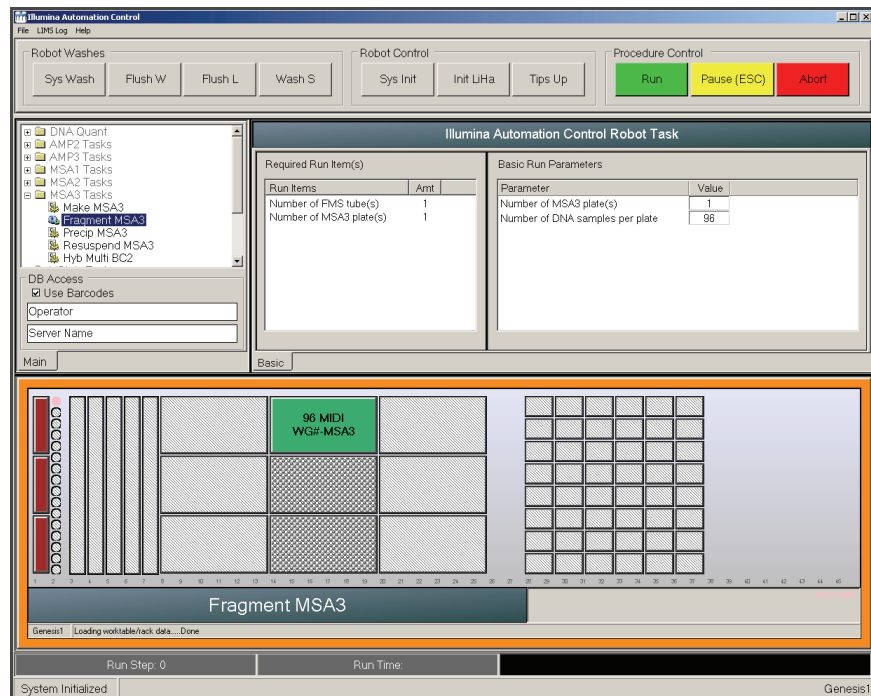 Illumina Automation Control
File LIMS Log Help
Robot Washes
Sys Wash Flush W Flush L Wash S
Robot Control
Sys Init Init LiHa Tips Up
Procedure Control
Run Pause (ESC) Abort
DNA Quant
AMP2 Tasks
AMP3 Tasks
MSA1 Tasks
MSA2 Tasks
MSA3 Tasks
Make MSA3
Fragment MSA3
Precip MSA3
Resuspend MSA3
Hyb Multi BC2
DB Access
Use Barcodes
Operator
Server Name
Main
Illumina Automation Control Robot Task
Required Run Item(s)
Run Items Amt
Number of FMS tube(s) 1
Number of MSA3 plate(s) 1
Basic Run Parameters
Parameter Value
Number of MSA3 plate(s) 1
Number of DNA samples per plate 96
Basic
96 MIDI
WG#-MSA3
1 2 3 4 5 6 7 8 9 10 11 12 13 14 15 16 17 18 19 20 21 22 23 24 25 26 27 28 29 30 31 32 33 34 35 36 37 38 39 40 41 42 43 44 45
Fragment MSA3
Genesis1 Loading worktable/rack data.....Done
Run Step: 0 Run Time:
System Initialized Genesis1